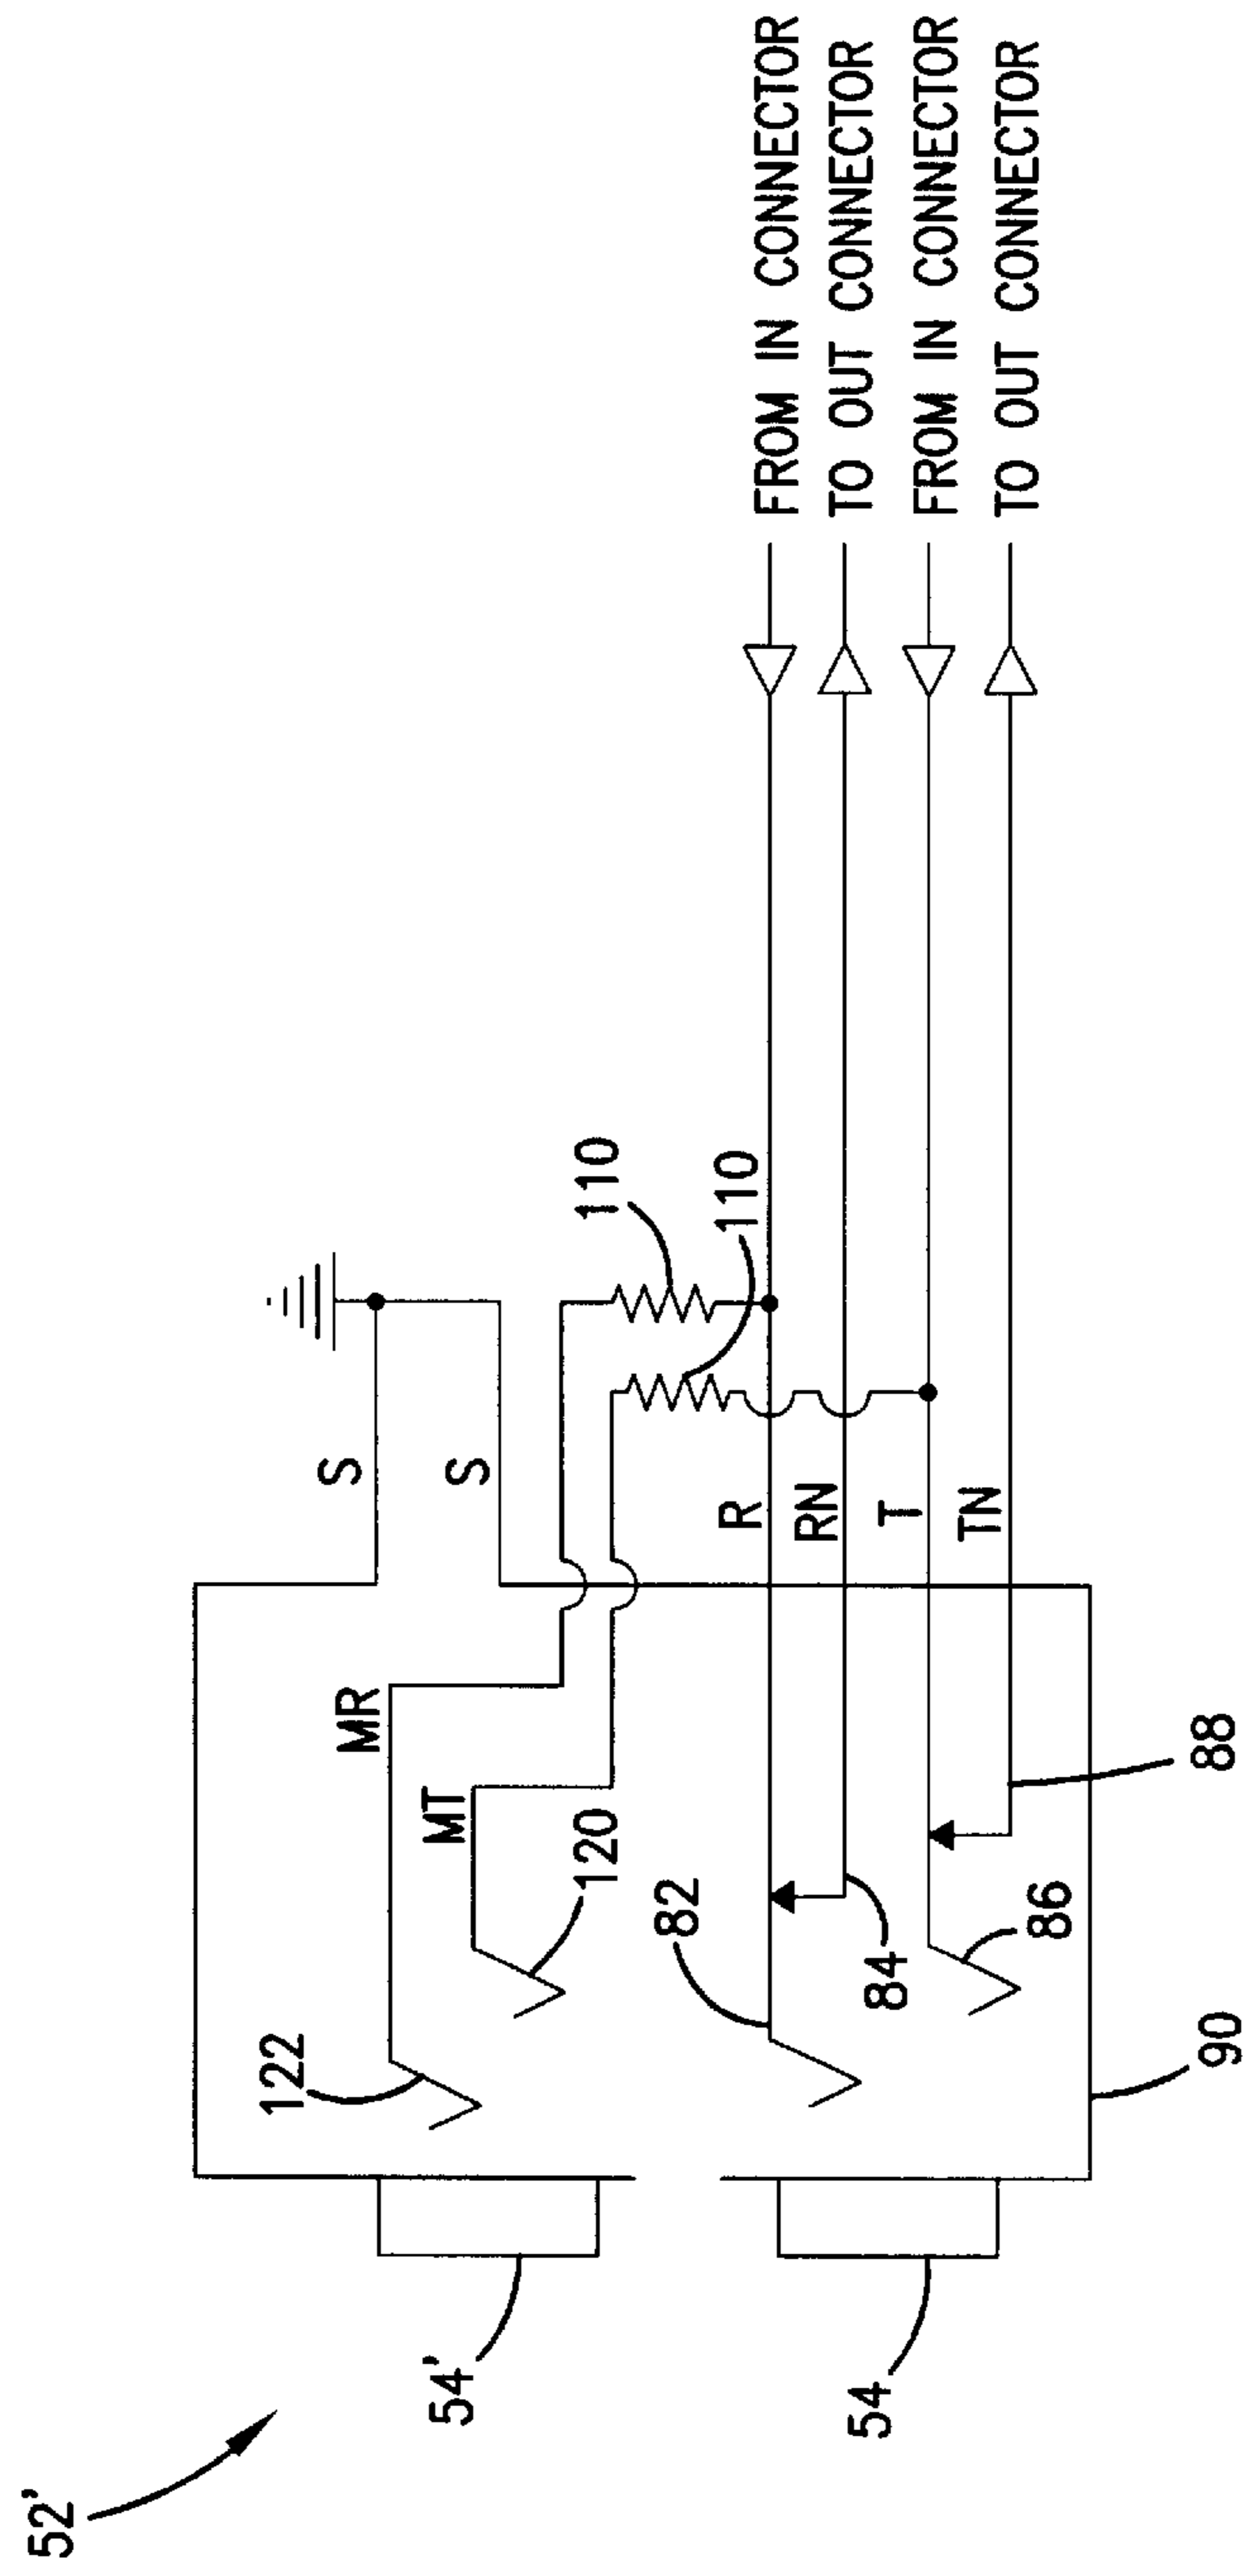 52'
54'
54
122
MR
MT
120
82
84
86
88
90
S
S
R
RN
T
TN
110
110
FROM IN CONNECTOR
TO OUT CONNECTOR
FROM IN CONNECTOR
TO OUT CONNECTOR